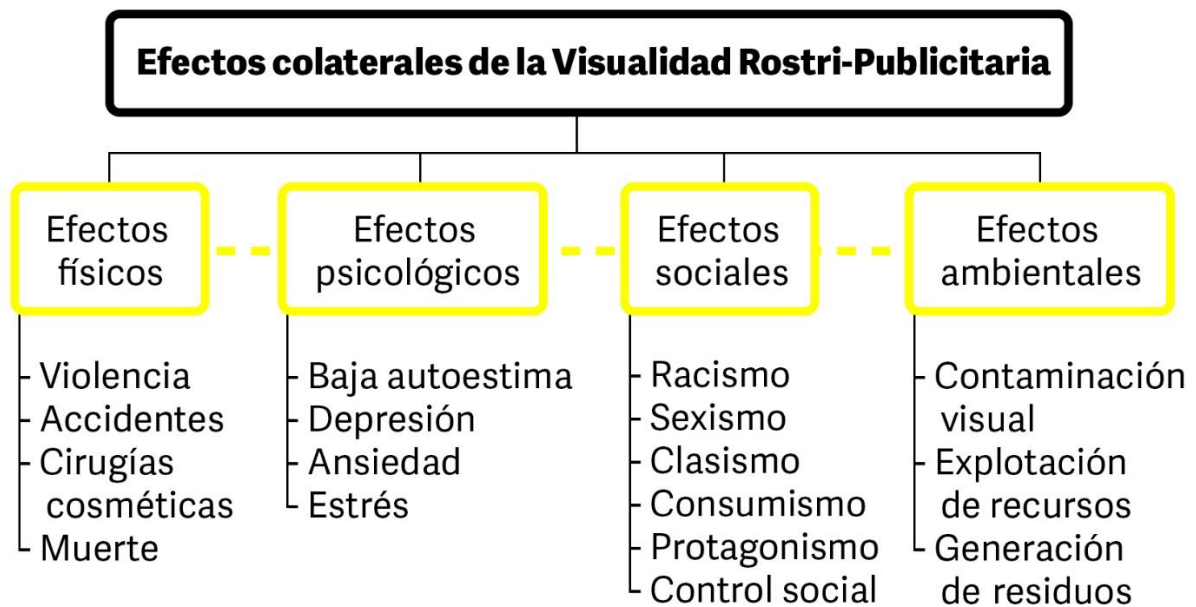 Efectos colaterales de la Visualidad Rostri-Publicitaria
Efectos
físicos
- Violencia
- Accidentes
- Cirugías
cosméticas
- Muerte
Efectos
psicológicos
- Baja autoestima
- Depresión
- Ansiedad
- Estrés
Efectos
sociales
- Racismo
- Sexismo
- Clasismo
- Consumismo
- Protagonismo
- Control social
Efectos
ambientales
- Contaminación
visual
- Explotación
de recursos
- Generación
de residuos